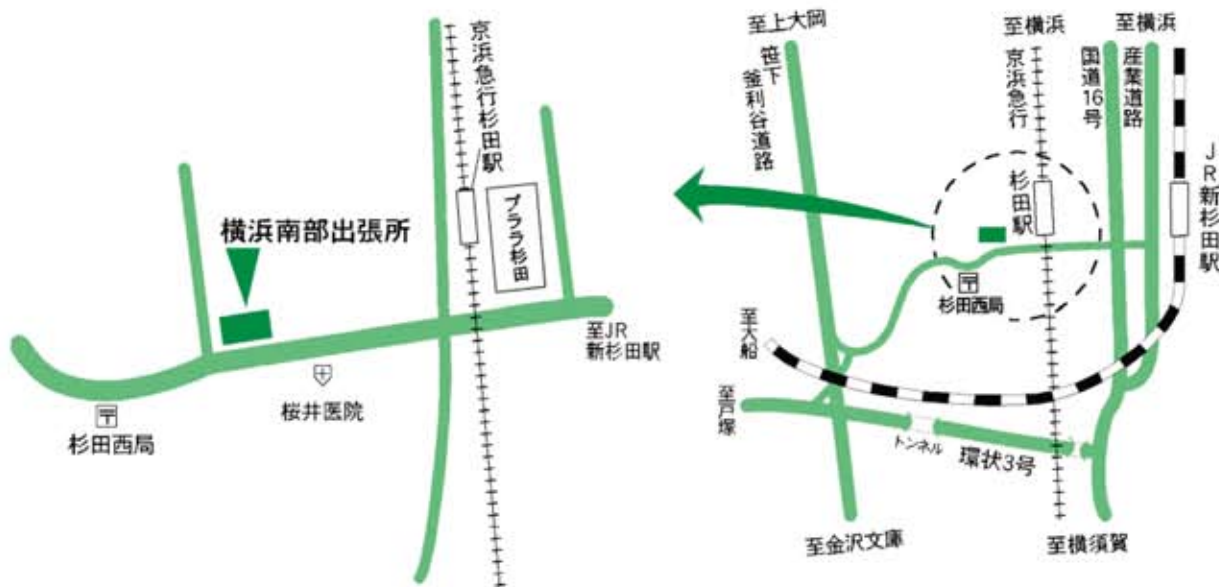 京浜急行杉田駅
プララ杉田
横浜南部出張所
至JR
新杉田駅
桜井医院
〒
杉田西局
至上大岡
至横浜
至横浜
笹下
釜利谷道路
京浜急行
国道16号
産業道路
JR新杉田駅
杉田駅
〒
杉田西局
至大船
至戸塚
トンネル
環状3号
至金沢文庫
至横須賀